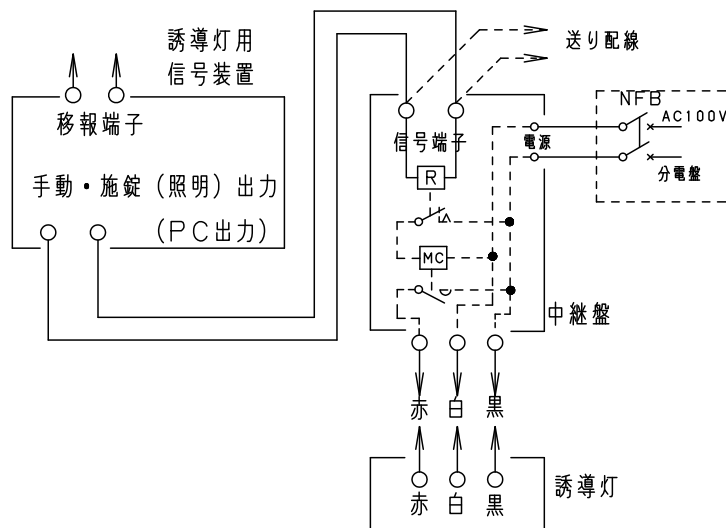 誘導灯用
信号装置
移報端子
手動・施錠(照明)出力
(PC出力)
送り配線
信号端子
R
MC
電源
NFB
AC100V
分電盤
中継盤
赤 白 黒
赤 白 黒
誘導灯